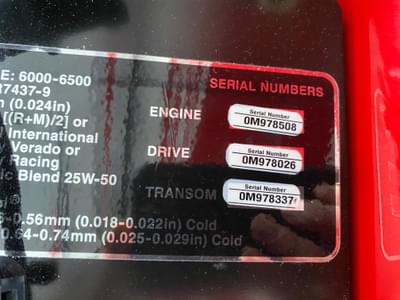 E: 6000-6500
7437-9
(0.024in)
[(R+M)/2] or
International
Verado or
Racing
Blend 25W-50
0.56mm (0.018-0.022in) Cold
0.64-0.74mm (0.025-0.029in) Cold
SERIAL NUMBERS
ENGINE
Serial Number
0M978508
DRIVE
Serial Number
0M978026
TRANSOM
Serial Number
0M978337